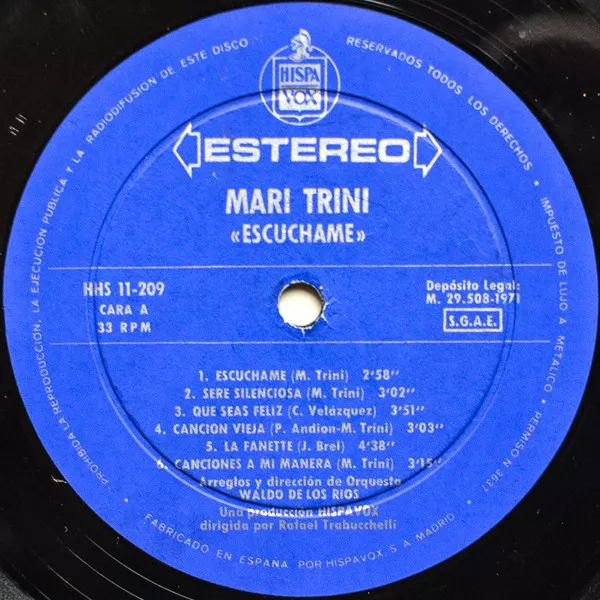 HISPA
VOX
ESTEREO
MARI TRINI
«ESCUCHAME»
HHS 11-209
CARA A
33 RPM
Depósito Legal:
M. 29.508-1971
S.G.A.E.
1. ESCUCHAME (M. Trini) 2'58''
2. SERE SILENCIOSA (M. Trini) 3'02''
3. QUE SEAS FELIZ (C. Velázquez) 3'51''
4. CANCION VIEJA (P. Andion-M. Trini) 3'03''
5. LA FANETTE (J. Brel) 4'38''
6. CANCIONES A MI MANERA (M. Trini) 3'15''
Arreglos y dirección de Orquesta
WALDO DE LOS RIOS
Una producción HISPAVOX
dirigida por Rafael Trabucchelli
PROHIBIDA LA REPRODUCCION, LA EJECUCION PUBLICA Y LA RADIODIFUSION DE ESTE DISCO
RESERVADOS TODOS LOS DERECHOS • IMPUESTO DE LUJO A METALICO • PERMISO N 3637
FABRICADO EN ESPAÑA POR HISPAVOX S A MADRID